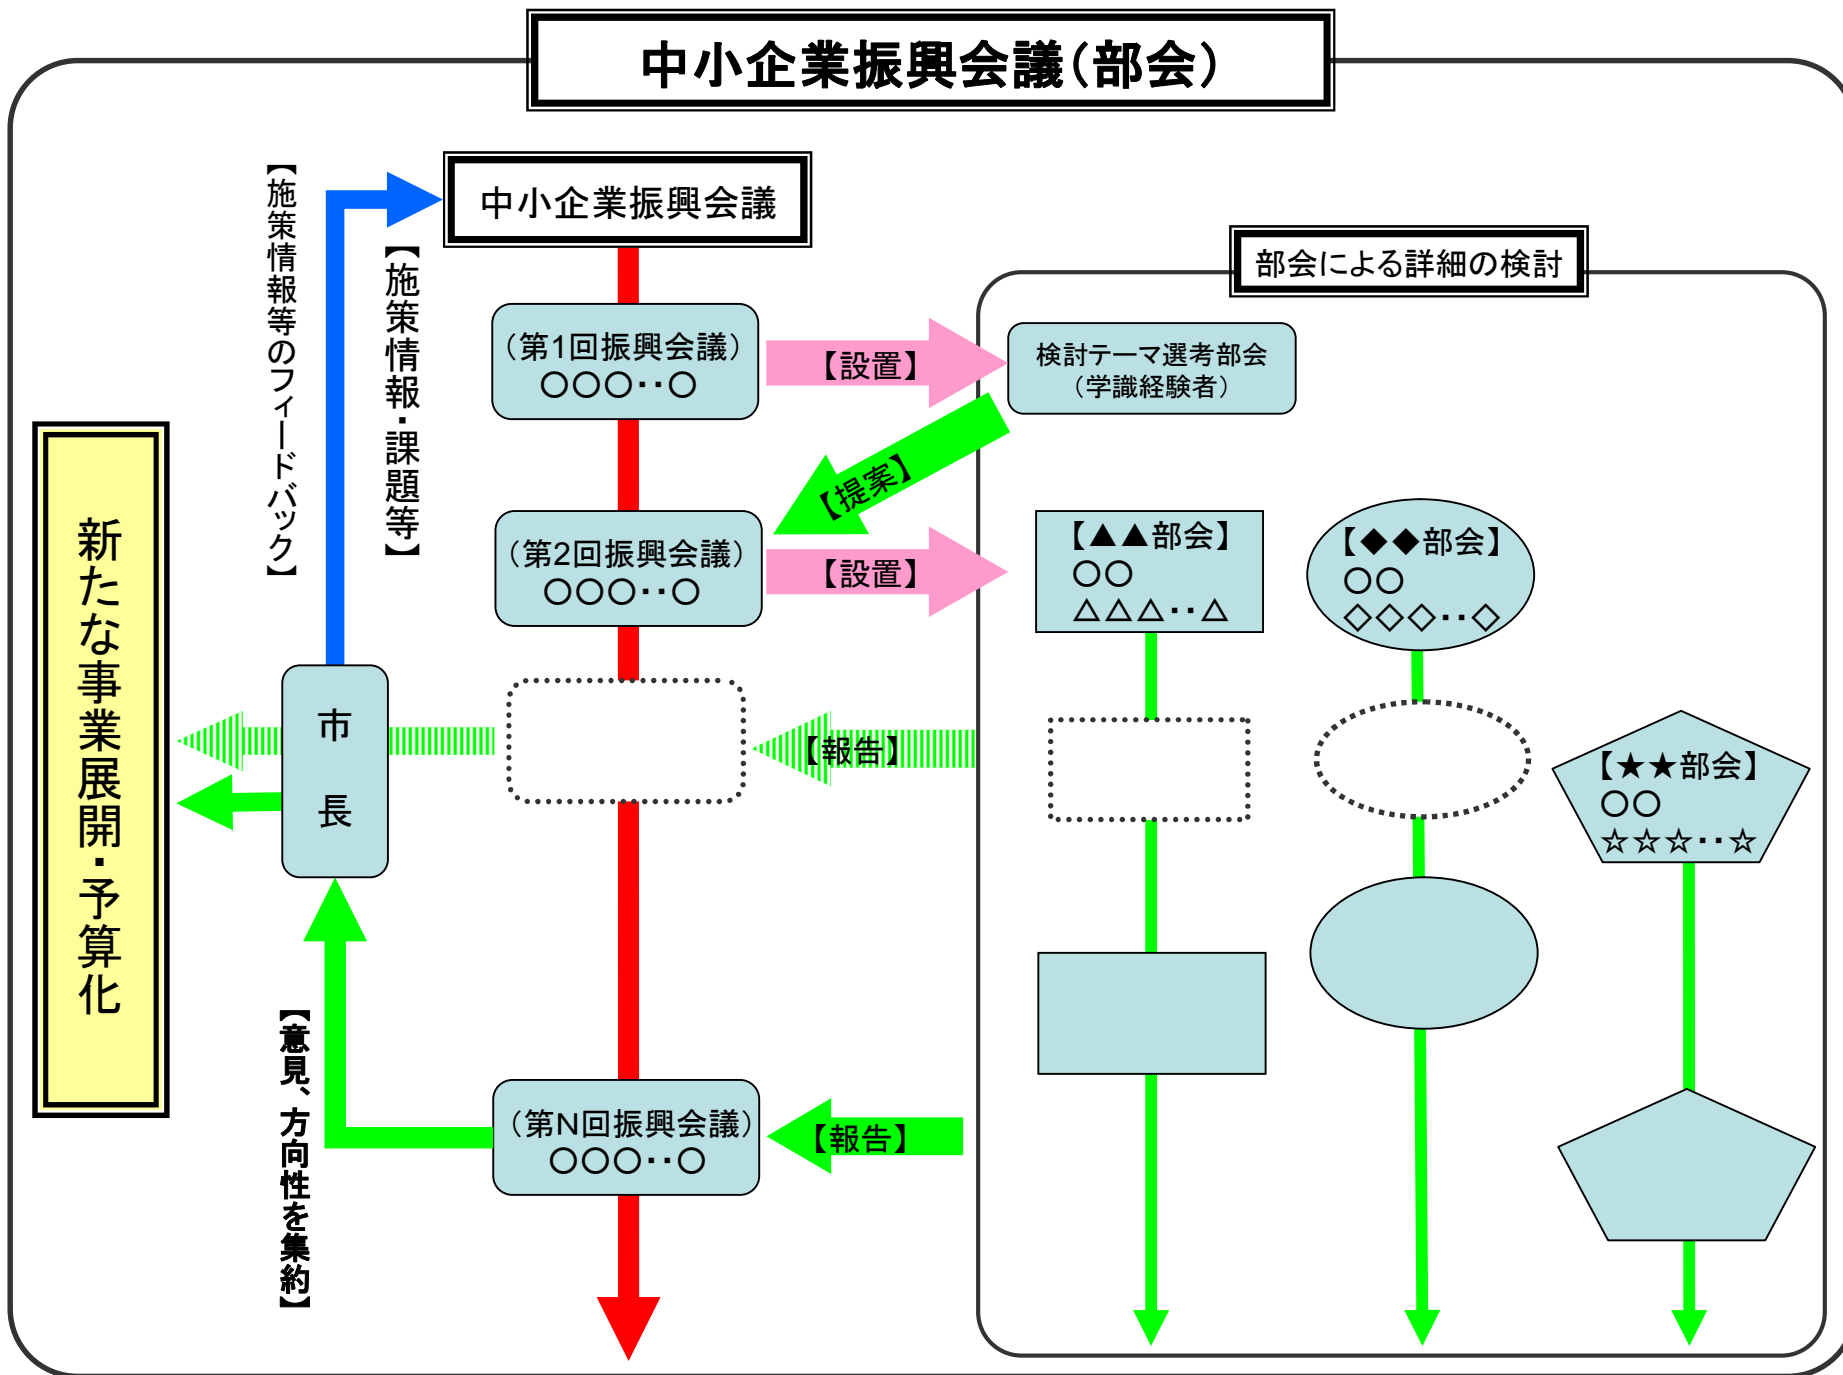 中小企業振興会議(部会)
中小企業振興会議
【施策情報等のフィードバック】
【施策情報・課題等】
部会による詳細の検討
(第1回振興会議)
○○○・・○
【設置】
検討テーマ選考部会
(学識経験者)
【提案】
(第2回振興会議)
○○○・・○
【設置】
【▲▲部会】
○○
△△△・・△
【◆◆部会】
○○
◇◇◇・・◇
新たな事業展開・予算化
市長
【報告】
【★★部会】
○○
☆☆☆・・☆
【意見、方向性を集約】
(第N回振興会議)
○○○・・○
【報告】